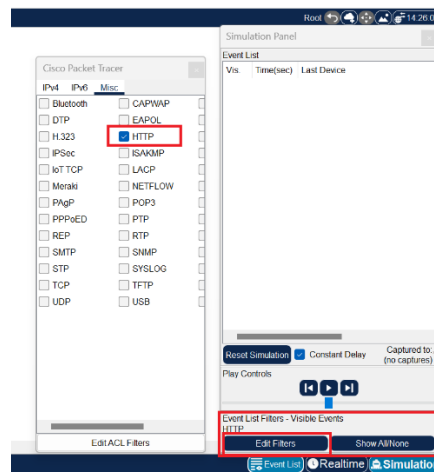 Root 14:26:0
Simulation Panel
Event List
Vis. Time(sec) Last Device
Cisco Packet Tracer
IPv4 IPv6 Misc
Bluetooth CAPWAP
DTP EAPOL
H.323 HTTP
IPSec ISAKMP
IoT TCP LACP
Meraki NETFLOW
PAgP POP3
PPPoED PTP
REP RTP
SMTP SNMP
STP SYSLOG
TCP TFTP
UDP USB
Edit ACL Filters
Reset Simulation Constant Delay Captured to:
(no captures)
Play Controls
Event List Filters - Visible Events
HTTP
Edit Filters Show All/None
Event List Realtime Simulatio